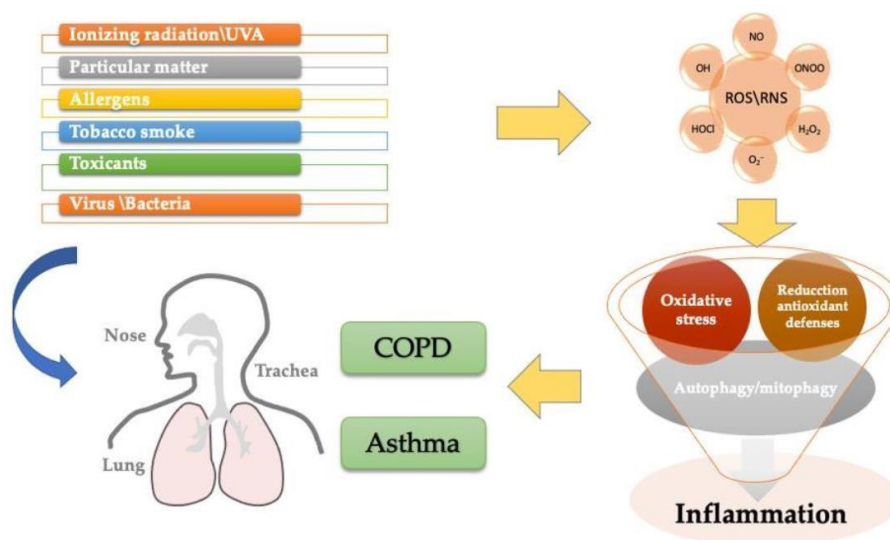 Ionizing radiation\UVA
Particular matter
Allergens
Tobacco smoke
Toxicants
Virus \Bacteria
NO
OH
ONOO
ROS\RNS
HOCl
H₂O₂
O₂⁻
Oxidative
stress
Reducction
antioxidant
defenses
Autophagy/mitophagy
Inflammation
Nose
Trachea
Lung
COPD
Asthma